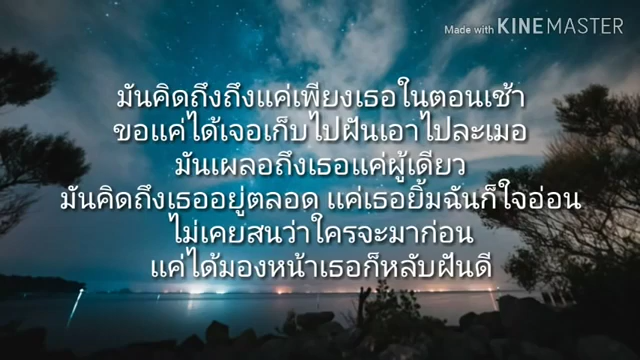 Made with KINEMASTER
มันคิดถึงถึงแค่เพียงเธอในตอนเช้า
ขอแค่ได้เจอเก็บไปฝันเอาไปละเมอ
มันเผลอถึงเธอแค่ผู้เดียว
มันคิดถึงเธออยู่ตลอด แค่เธอยิ้มฉันก็ใจอ่อน
ไม่เคยสนว่าใครจะมาก่อน
แค่ได้มองหน้าเธอก็หลับฝันดี